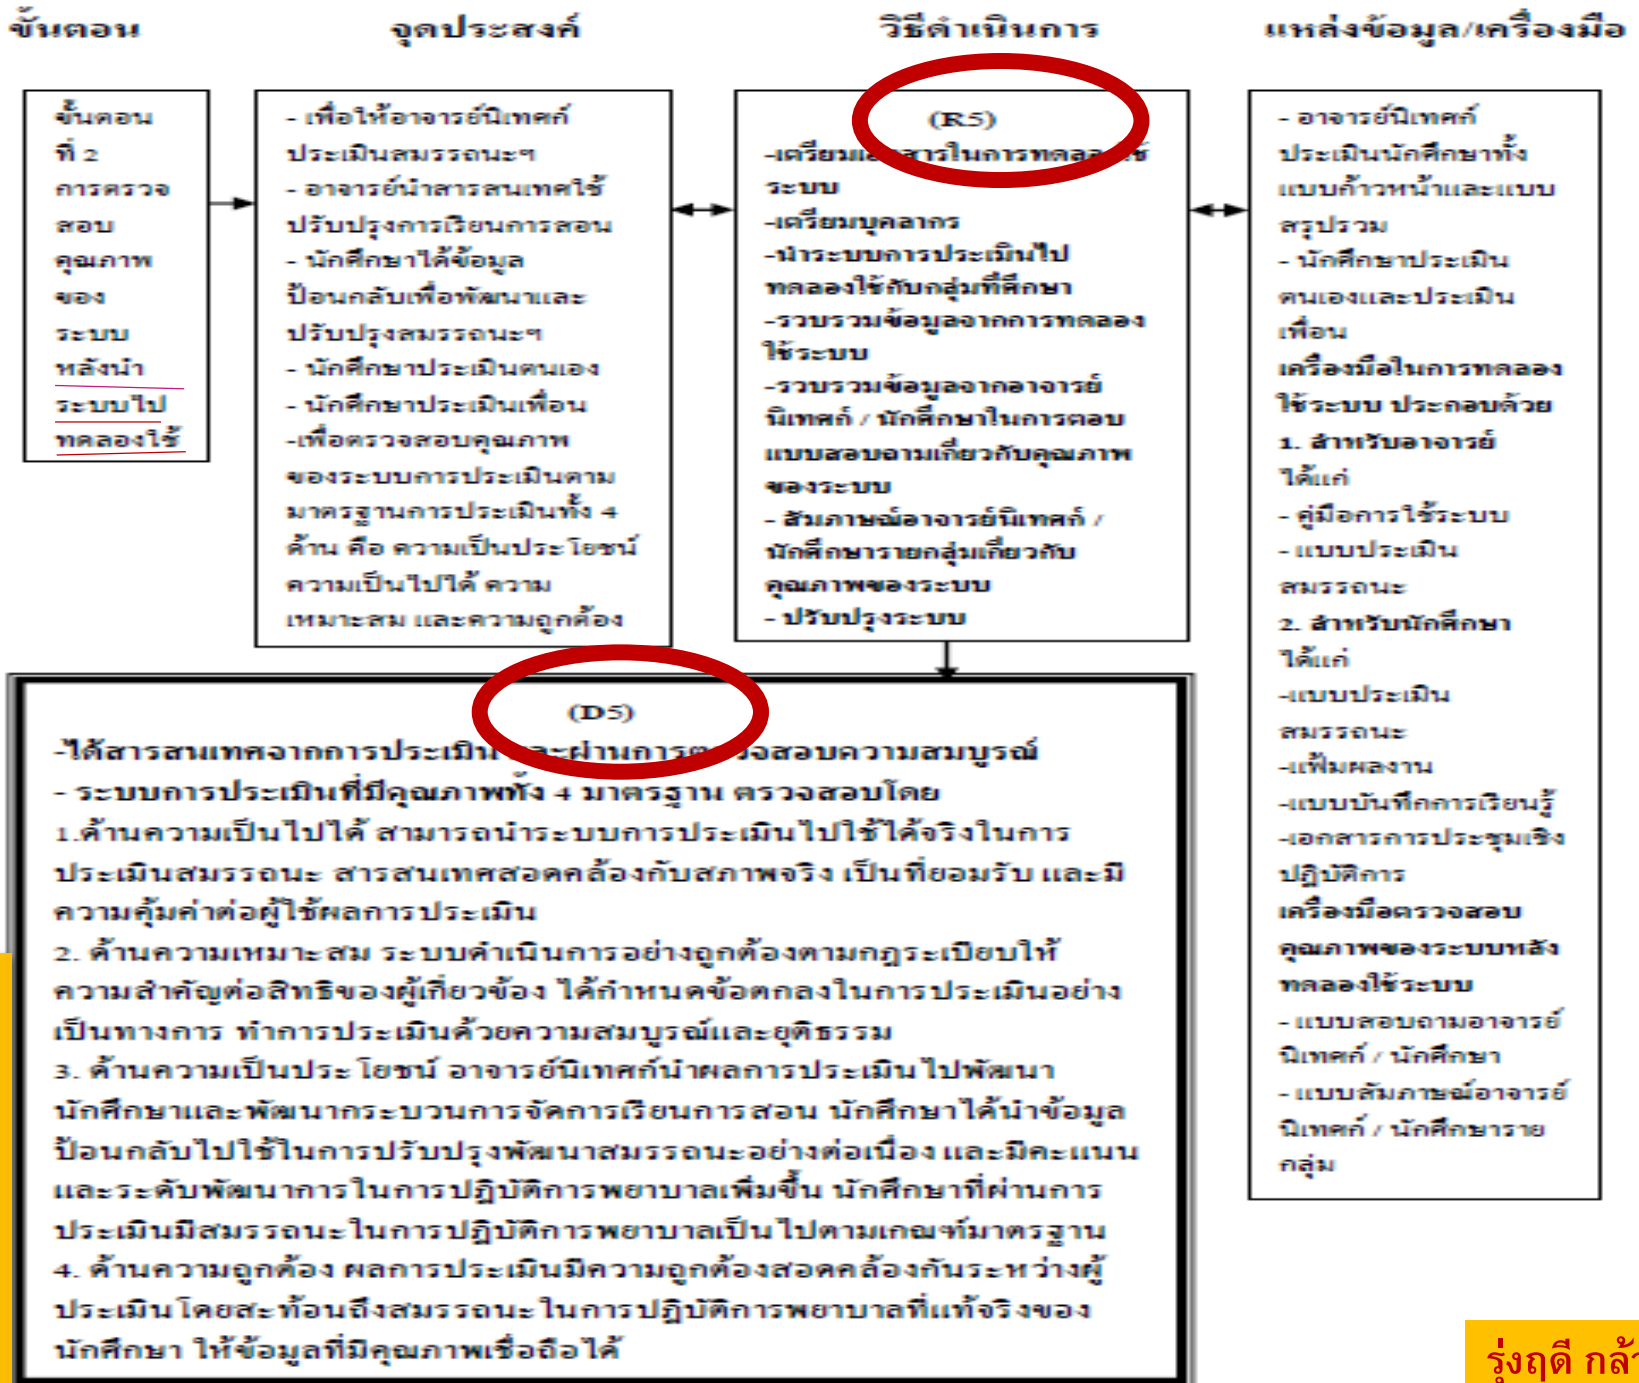 ขั้นตอน
จุดประสงค์
วิธีดำเนินการ
แหล่งข้อมูล/เครื่องมือ
ขั้นตอน
ที่ 2
การตรวจ
สอบ
คุณภาพ
ของ
ระบบ
หลังนำ
ระบบไป
ทดลองใช้
- เพื่อให้อาจารย์นิเทศก์
ประเมินสมรรถนะฯ
- อาจารย์นำสารสนเทศใช้
ปรับปรุงการเรียนการสอน
- นักศึกษาได้ข้อมูล
ป้อนกลับเพื่อพัฒนาและ
ปรับปรุงสมรรถนะฯ
- นักศึกษาประเมินตนเอง
- นักศึกษาประเมินเพื่อน
-เพื่อตรวจสอบคุณภาพ
ของระบบการประเมินตาม
มาตรฐานการประเมินทั้ง 4
ด้าน คือ ความเป็นประโยชน์
ความเป็นไปได้ ความ
เหมาะสม และความถูกต้อง
(R5)
-เตรียมเอกสารในการทดลองใช้
ระบบ
-เตรียมบุคลากร
-นำระบบการประเมินไป
ทดลองใช้กับกลุ่มที่ศึกษา
-รวบรวมข้อมูลจากการทดลอง
ใช้ระบบ
-รวบรวมข้อมูลจากอาจารย์
นิเทศก์ / นักศึกษาในการตอบ
แบบสอบถามเกี่ยวกับคุณภาพ
ของระบบ
- สัมภาษณ์อาจารย์นิเทศก์ /
นักศึกษารายกลุ่มเกี่ยวกับ
คุณภาพของระบบ
- ปรับปรุงระบบ
- อาจารย์นิเทศก์
ประเมินนักศึกษาทั้ง
แบบก้าวหน้าและแบบ
สรุปรวม
- นักศึกษาประเมิน
ตนเองและประเมิน
เพื่อน
เครื่องมือในการทดลอง
ใช้ระบบ ประกอบด้วย
1. สำหรับอาจารย์
ได้แก่
- คู่มือการใช้ระบบ
- แบบประเมิน
สมรรถนะ
2. สำหรับนักศึกษา
ได้แก่
-แบบประเมิน
สมรรถนะ
-แฟ้มผลงาน
-แบบบันทึกการเรียนรู้
-เอกสารการประชุมเชิง
ปฏิบัติการ
เครื่องมือตรวจสอบ
คุณภาพของระบบหลัง
ทดลองใช้ระบบ
- แบบสอบถามอาจารย์
นิเทศก์ / นักศึกษา
- แบบสัมภาษณ์อาจารย์
นิเทศก์ / นักศึกษาราย
กลุ่ม
(D5)
-ได้สารสนเทศจากการประเมินและผ่านการตรวจสอบความสมบูรณ์
- ระบบการประเมินที่มีคุณภาพทั้ง 4 มาตรฐาน ตรวจสอบโดย
1.ด้านความเป็นไปได้ สามารถนำระบบการประเมินไปใช้ได้จริงในการ
ประเมินสมรรถนะ สารสนเทศสอดคล้องกับสภาพจริง เป็นที่ยอมรับ และมี
ความคุ้มค่าต่อผู้ใช้ผลการประเมิน
2. ด้านความเหมาะสม ระบบดำเนินการอย่างถูกต้องตามกฎระเบียบให้
ความสำคัญต่อสิทธิของผู้เกี่ยวข้อง ได้กำหนดข้อตกลงในการประเมินอย่าง
เป็นทางการ ทำการประเมินด้วยความสมบูรณ์และยุติธรรม
3. ด้านความเป็นประโยชน์ อาจารย์นิเทศก์นำผลการประเมินไปพัฒนา
นักศึกษาและพัฒนากระบวนการจัดการเรียนการสอน นักศึกษาได้นำข้อมูล
ป้อนกลับไปใช้ในการปรับปรุงพัฒนาสมรรถนะอย่างต่อเนื่อง และมีคะแนน
และระดับพัฒนาการในการปฏิบัติการพยาบาลเพิ่มขึ้น นักศึกษาที่ผ่านการ
ประเมินมีสมรรถนะในการปฏิบัติการพยาบาลเป็นไปตามเกณฑ์มาตรฐาน
4. ด้านความถูกต้อง ผลการประเมินมีความถูกต้องสอดคล้องกันระหว่างผู้
ประเมินโดยสะท้อนถึงสมรรถนะในการปฏิบัติการพยาบาลที่แท้จริงของ
นักศึกษา ให้ข้อมูลที่มีคุณภาพเชื่อถือได้
รุ่งฤดี